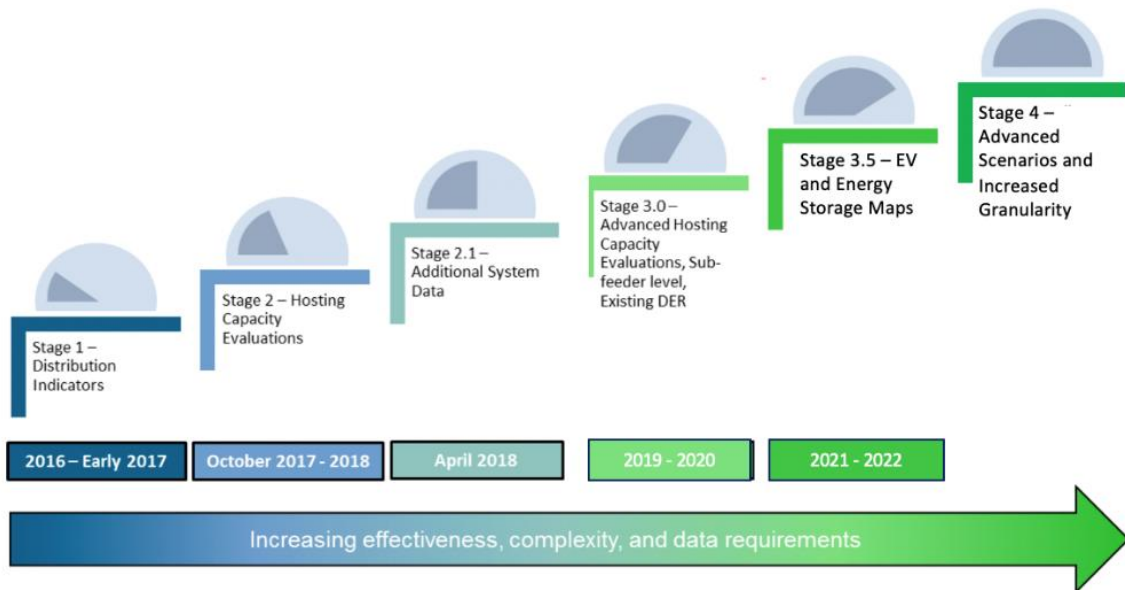 Stage 1 –
Distribution
Indicators
Stage 2 – Hosting
Capacity
Evaluations
Stage 2.1 –
Additional System
Data
Stage 3.0 –
Advanced Hosting
Capacity
Evaluations, Sub-
feeder level,
Existing DER
Stage 3.5 – EV
and Energy
Storage Maps
Stage 4 –
Advanced
Scenarios and
Increased
Granularity
2016 – Early 2017
October 2017 - 2018
April 2018
2019 - 2020
2021 - 2022
Increasing effectiveness, complexity, and data requirements